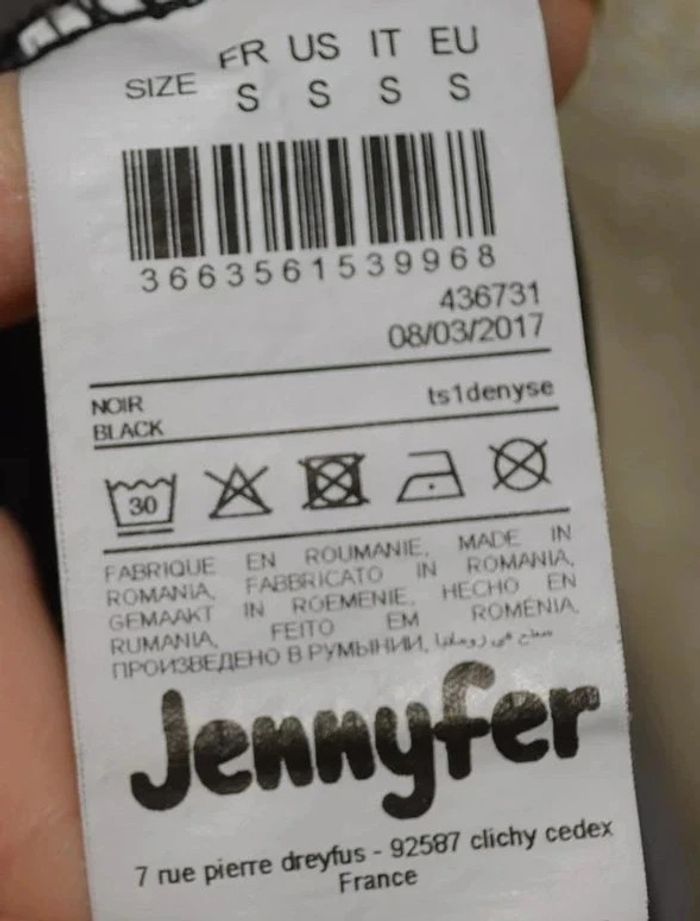 FR US IT EU
SIZE S S S S
3663561539968
436731
08/03/2017
NOIR ts1denyse
BLACK
30
FABRIQUE EN ROUMANIE, MADE IN
ROMANIA, FABBRICATO IN ROMANIA,
GEMAAKT IN ROEMENIE, HECHO EN
RUMANIA, FEITO EM ROMÉNIA,
ПРОИЗВЕДЕНО В РУМЫНИИ, صنع في رومانيا
Jennyfer
7 rue pierre dreyfus - 92587 clichy cedex
France